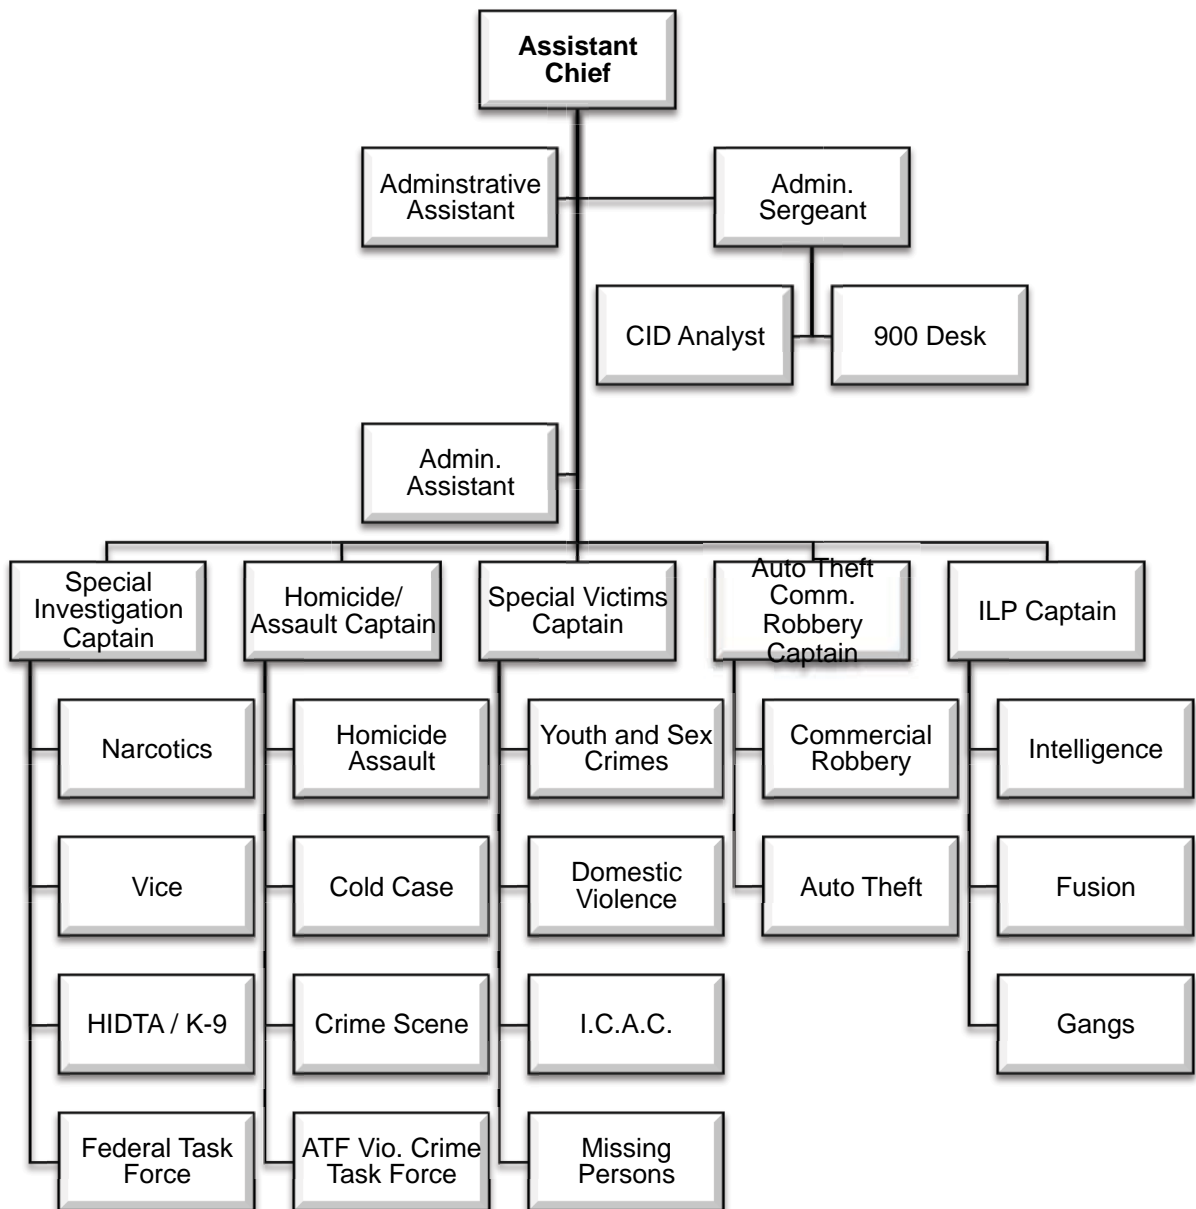 Assistant
Chief
Adminstrative
Assistant
Admin.
Sergeant
CID Analyst
900 Desk
Admin.
Assistant
Special
Investigation
Captain
Homicide/
Assault Captain
Special Victims
Captain
Auto Theft
Comm.
Robbery
Captain
ILP Captain
Narcotics
Homicide
Assault
Youth and Sex
Crimes
Commercial
Robbery
Intelligence
Vice
Cold Case
Domestic
Violence
Auto Theft
Fusion
HIDTA / K-9
Crime Scene
I.C.A.C.
Gangs
Federal Task
Force
ATF Vio. Crime
Task Force
Missing
Persons